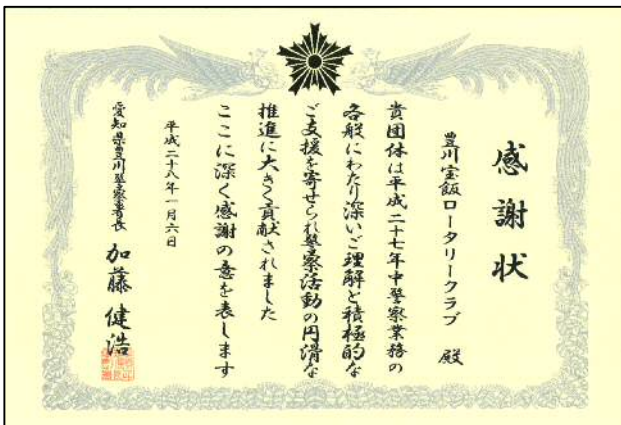 感謝状
豊川宝飯ロータリークラブ 殿
貴団体は平成二十七年中警察業務の
各般にわたり深いご理解と積極的な
ご支援を寄せられ警察活動の円滑な
推進に大きく貢献されました
ここに深く感謝の意を表します
平成二十八年一月六日
愛知県豊川警察署長 加藤健浩